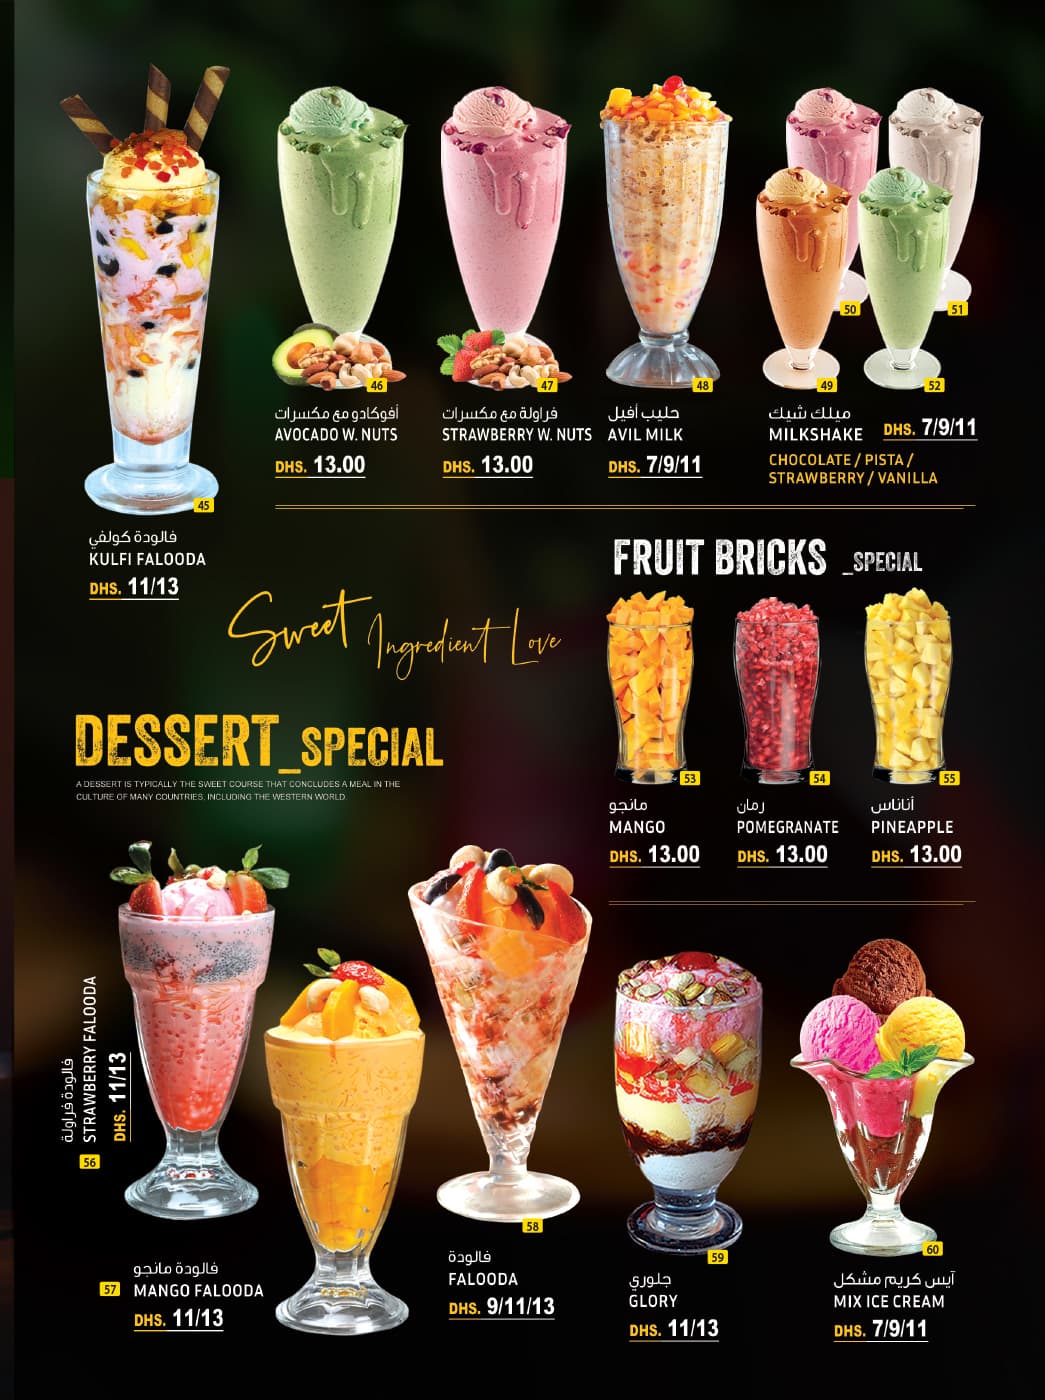 45
فالودة كولفي
KULFI FALOODA
DHS. 11/13
46
أفوكادو مع مكسرات
AVOCADO W. NUTS
DHS. 13.00
47
فراولة مع مكسرات
STRAWBERRY W. NUTS
DHS. 13.00
48
حليب أفيل
AVIL MILK
DHS. 7/9/11
50
51
49
52
ميلك شيك
MILKSHAKE DHS. 7/9/11
CHOCOLATE / PISTA /
STRAWBERRY / VANILLA
Sweet Ingredient Love
FRUIT BRICKS _SPECIAL
53
مانجو
MANGO
DHS. 13.00
54
رمان
POMEGRANATE
DHS. 13.00
55
أناناس
PINEAPPLE
DHS. 13.00
DESSERT_SPECIAL
A DESSERT IS TYPICALLY THE SWEET COURSE THAT CONCLUDES A MEAL IN THE
CULTURE OF MANY COUNTRIES, INCLUDING THE WESTERN WORLD.
فالودة فراولة
STRAWBERRY FALOODA
DHS. 11/13
56
فالودة مانجو
57 MANGO FALOODA
DHS. 11/13
58
فالودة
FALOODA
DHS. 9/11/13
59
جلوري
GLORY
DHS. 11/13
60
آيس كريم مشكل
MIX ICE CREAM
DHS. 7/9/11